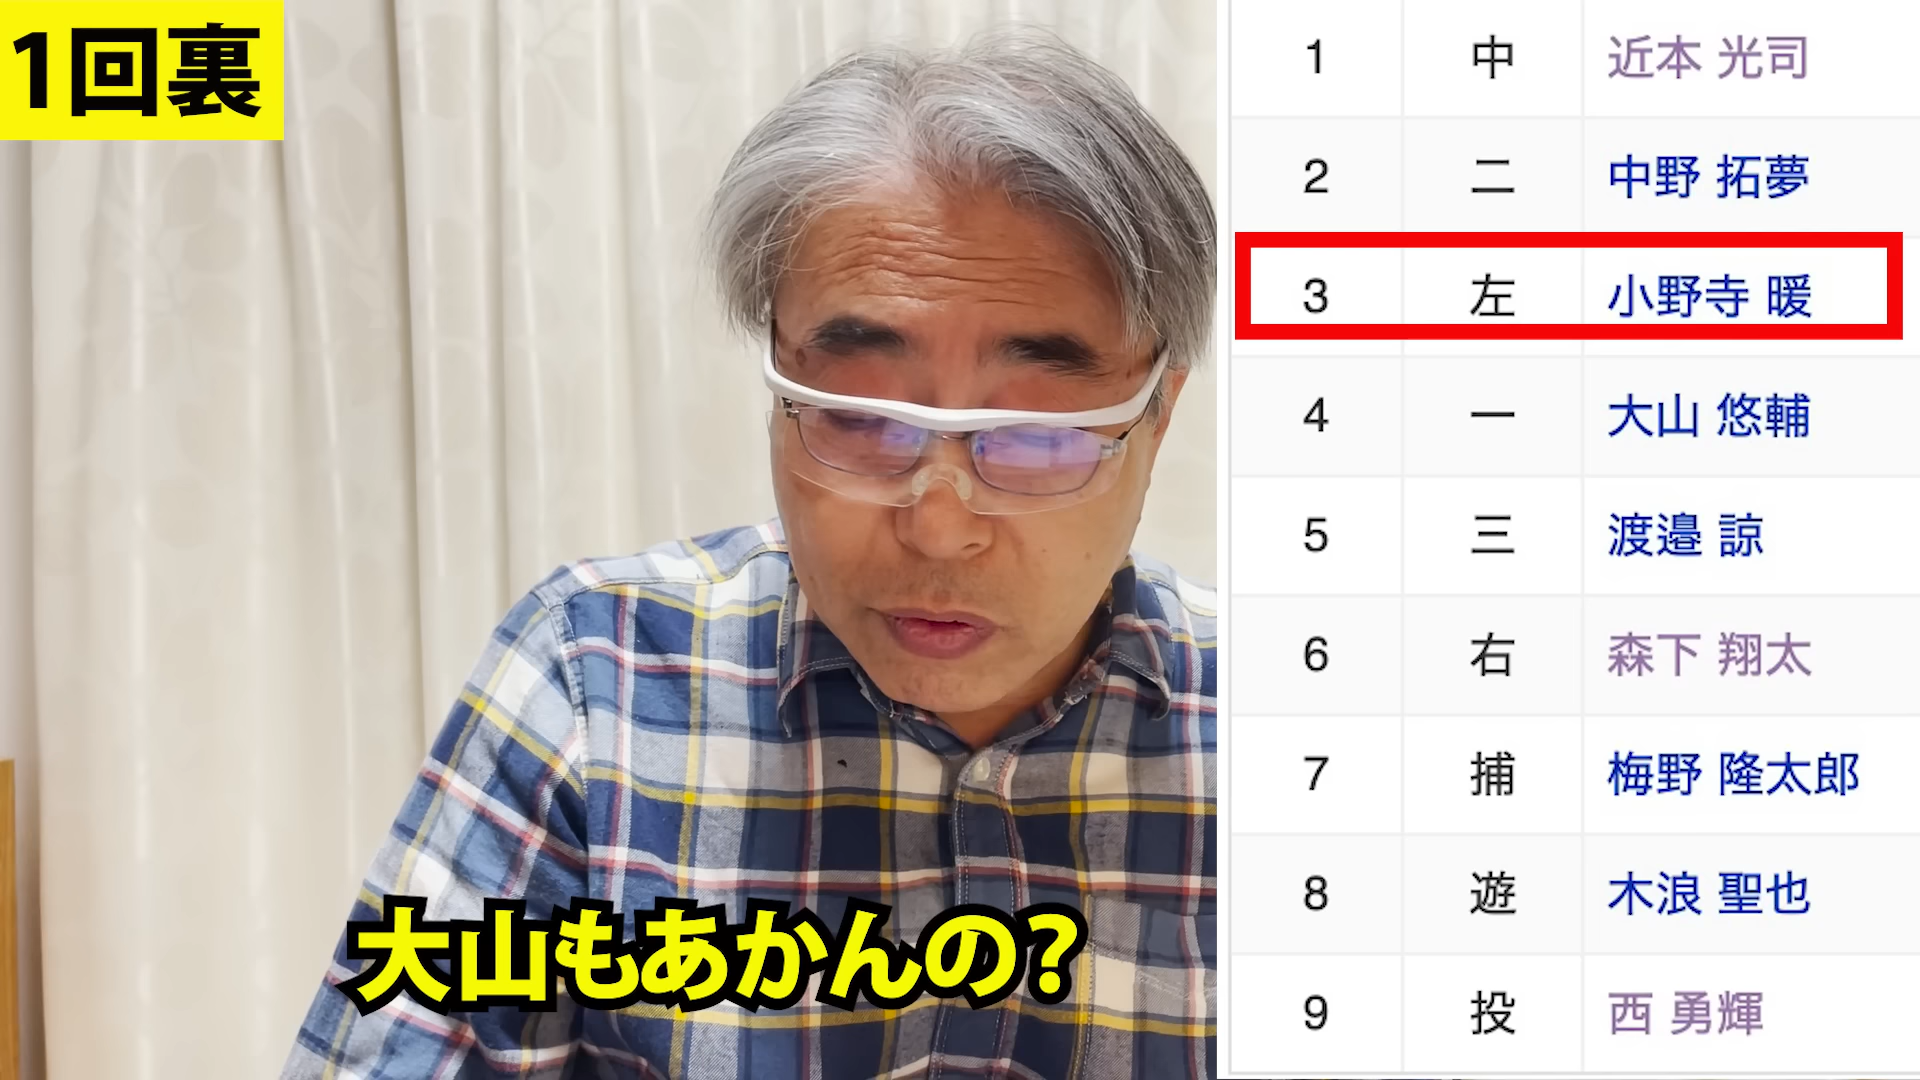 1回裏
1 中 近本 光司
2 二 中野 拓夢
3 左 小野寺 暖
4 一 大山 悠輔
5 三 渡邉 諒
6 右 森下 翔太
7 捕 梅野 隆太郎
8 遊 木浪 聖也
9 投 西 勇輝
大山もあかんの?